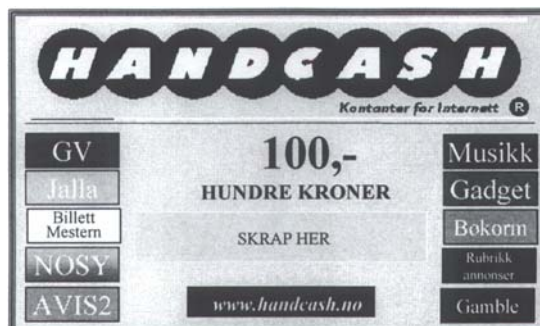 HANDCASH
Kontanter for Internett ®
GV
Jalla
Billett
Mestern
NOSY
AVIS2
100,-
HUNDRE KRONER
SKRAP HER
www.handcash.no
Musikk
Gadget
Bokorm
Rubrikk
annonser
Gamble